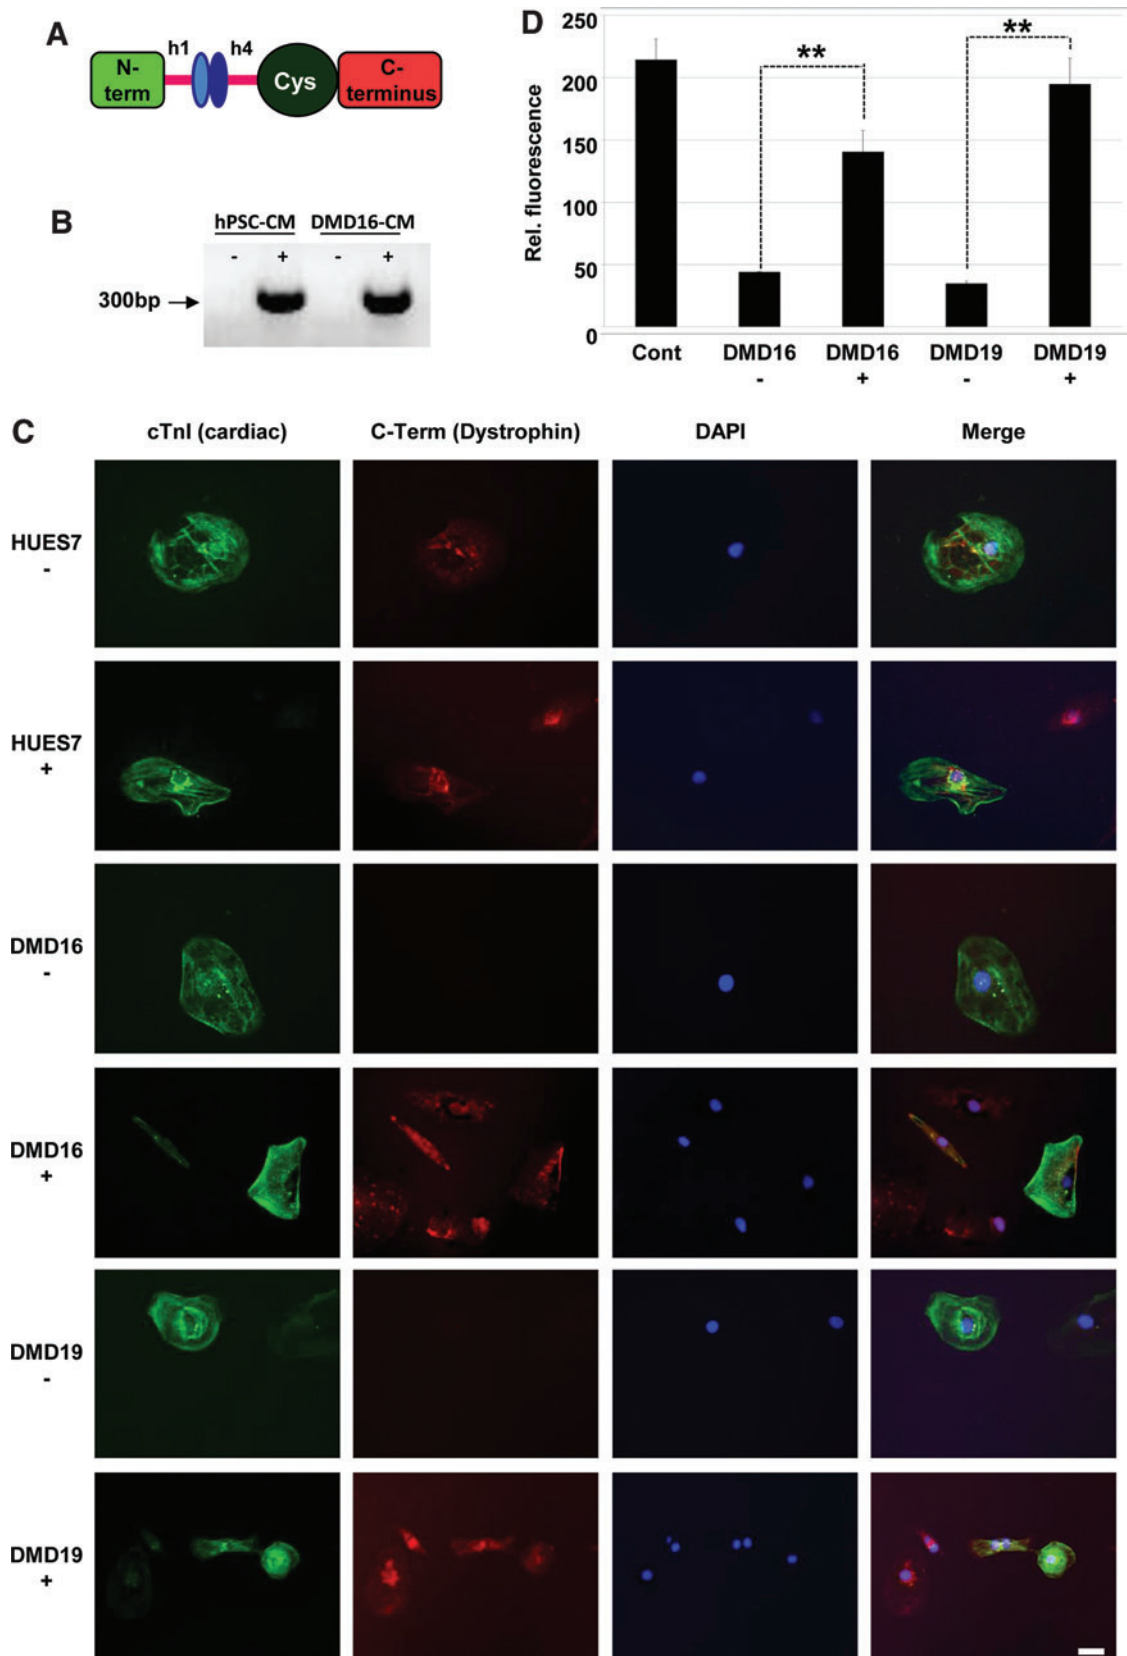 A
h1
h4
N-
term
Cys
C-
terminus
B
hPSC-CM DMD16-CM
- + - +
300bp
D
Rel. fluorescence
250
200
150
100
50
0
**
**
Cont DMD16 DMD16 DMD19 DMD19
- + - +
C
cTnI (cardiac) C-Term (Dystrophin) DAPI Merge
HUES7
-
HUES7
+
DMD16
-
DMD16
+
DMD19
-
DMD19
+